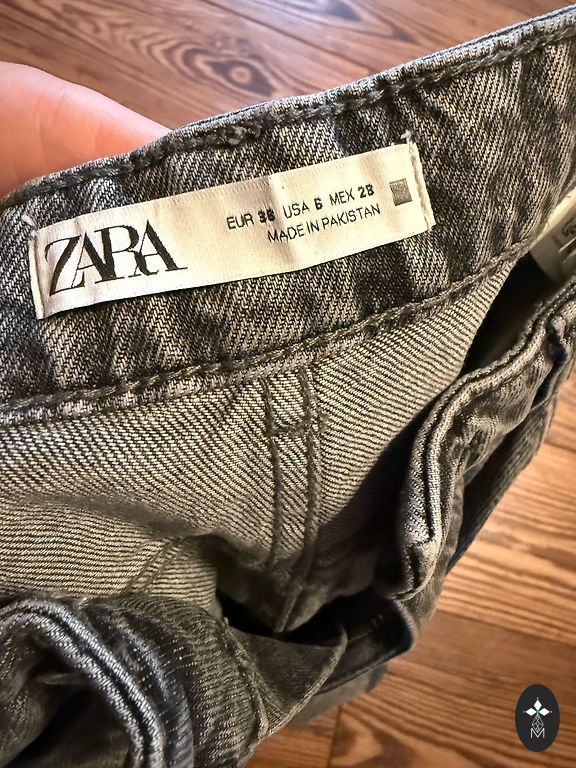 ZARA
EUR 38 USA 6 MEX 28
MADE IN PAKISTAN
M